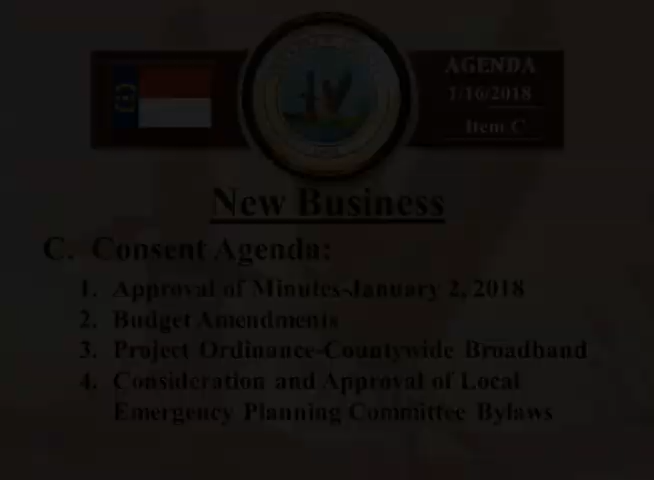 AGENDA
1/16/2018
Item C
New Business
C. Consent Agenda:
1. Approval of Minutes-January 2, 2018
2. Budget Amendments
3. Project Ordinance-Countywide Broadband
4. Consideration and Approval of Local
Emergency Planning Committee Bylaws